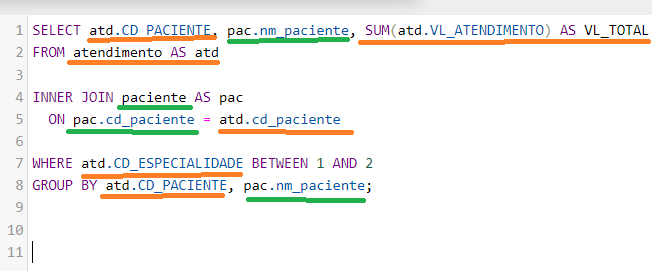 1 SELECT atd.CD_PACIENTE, pac.nm_paciente, SUM(atd.VL_ATENDIMENTO) AS VL_TOTAL
2 FROM atendimento AS atd
3
4 INNER JOIN paciente AS pac
5 ON pac.cd_paciente = atd.cd_paciente
6
7 WHERE atd.CD_ESPECIALIDADE BETWEEN 1 AND 2
8 GROUP BY atd.CD_PACIENTE, pac.nm_paciente;
9
10
11